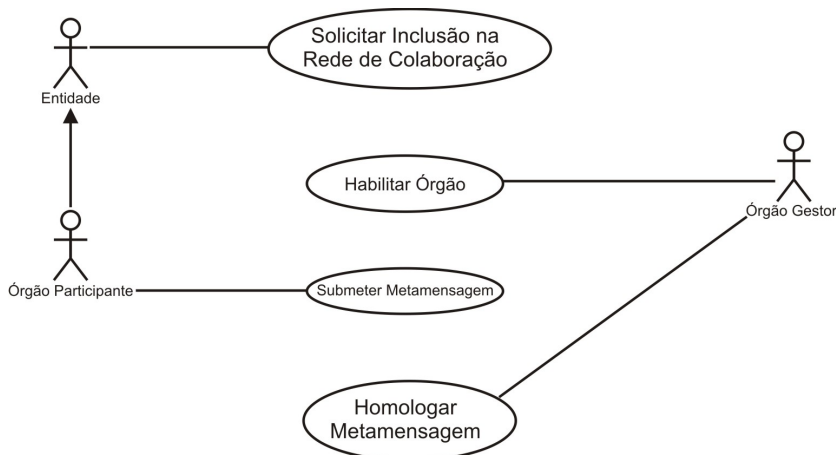 Solicitar Inclusão na
Rede de Colaboração
Entidade
Habilitar Órgão
Órgão Gestor
Órgão Participante
Submeter Metamensagem
Homologar
Metamensagem